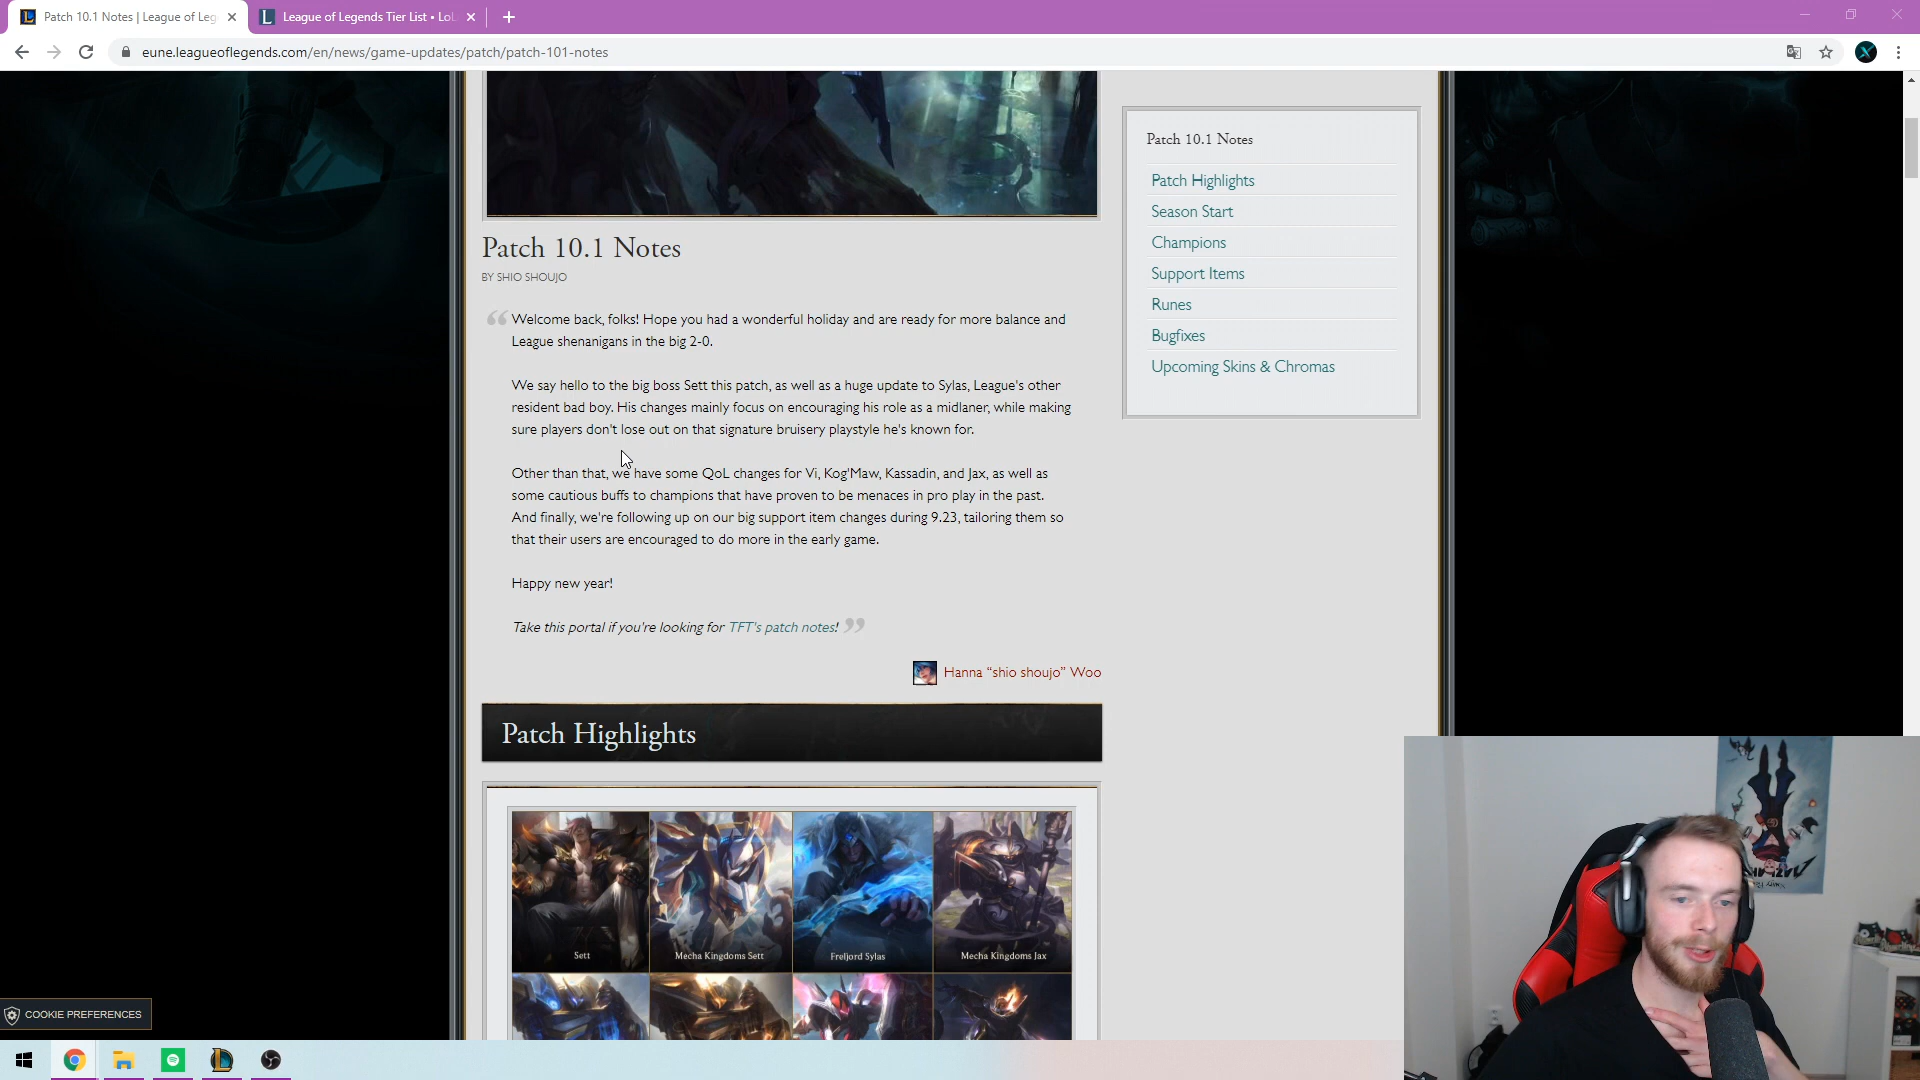 Patch 10.1 Notes | League of Leg
League of Legends Tier List • LoL
eune.leagueoflegends.com/en/news/game-updates/patch/patch-101-notes
Patch 10.1 Notes
Patch Highlights
Season Start
Champions
Support Items
Runes
Bugfixes
Upcoming Skins & Chromas
Patch 10.1 Notes
BY SHIO SHOUJO
“ Welcome back, folks! Hope you had a wonderful holiday and are ready for more balance and
League shenanigans in the big 2-0.
We say hello to the big boss Sett this patch, as well as a huge update to Sylas, League's other
resident bad boy. His changes mainly focus on encouraging his role as a midlaner, while making
sure players don't lose out on that signature bruisery playstyle he's known for.
Other than that, we have some QoL changes for Vi, Kog'Maw, Kassadin, and Jax, as well as
some cautious buffs to champions that have proven to be menaces in pro play in the past.
And finally, we're following up on our big support item changes during 9.23, tailoring them so
that their users are encouraged to do more in the early game.
Happy new year!
Take this portal if you're looking for TFT's patch notes! ”
Hanna “shio shoujo” Woo
Patch Highlights
Sett
Mecha Kingdoms Sett
Freljord Sylas
Mecha Kingdoms Jax
COOKIE PREFERENCES